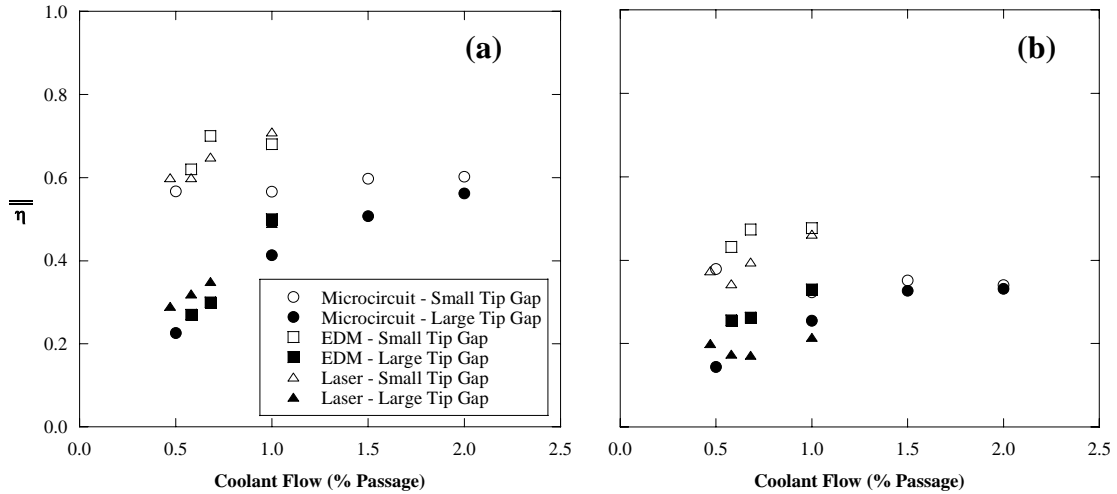 (a)
1.0
0.8
0.6
0.4
0.2
0.0
η
Microcircuit - Small Tip Gap
Microcircuit - Large Tip Gap
EDM - Small Tip Gap
EDM - Large Tip Gap
Laser - Small Tip Gap
Laser - Large Tip Gap
0.0 0.5 1.0 1.5 2.0 2.5
Coolant Flow (% Passage)
(b)
0.0 0.5 1.0 1.5 2.0 2.5
Coolant Flow (% Passage)